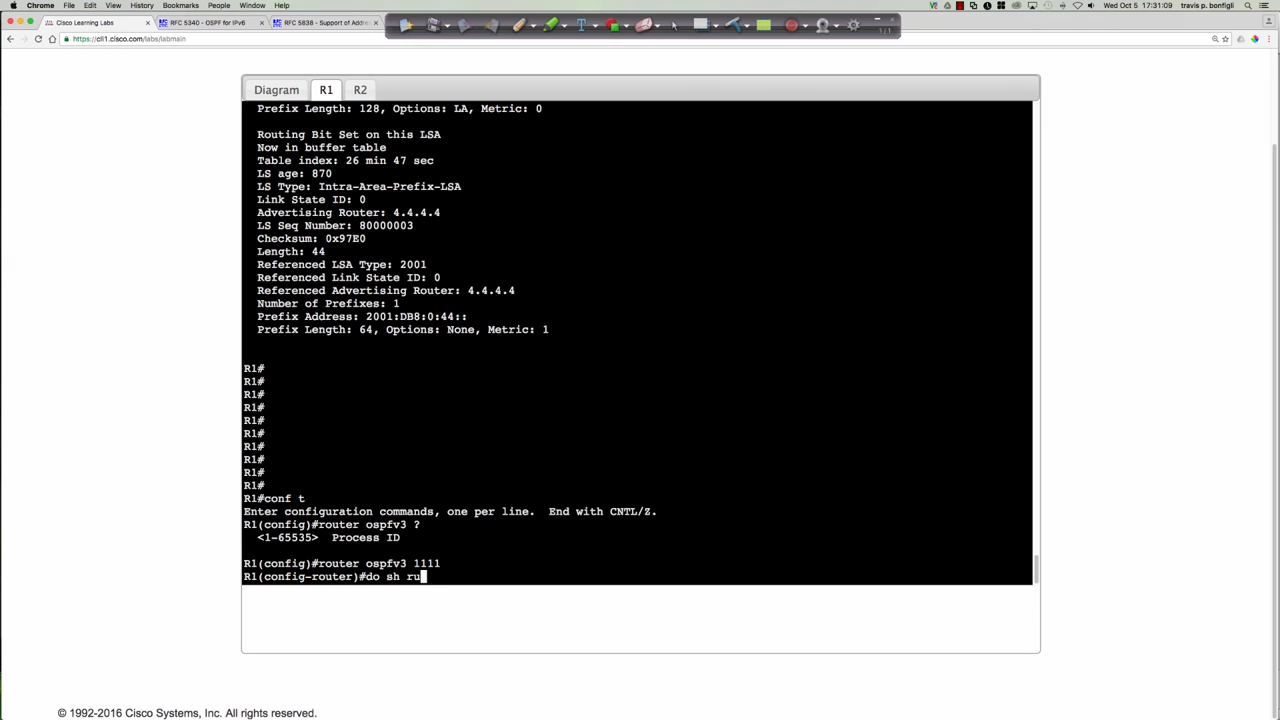 Chrome File Edit View History Bookmarks People Window Help
Wed Oct 5 17:31:09 travis p. bonfigli
Cisco Learning Labs
RFC 5340 - OSPF for IPv6
RFC 5838 - Support of Addre
https://cll1.cisco.com/labs/labmain
Diagram R1 R2
Prefix Length: 128, Options: LA, Metric: 0
Routing Bit Set on this LSA
Now in buffer table
Table index: 26 min 47 sec
LS age: 870
LS Type: Intra-Area-Prefix-LSA
Link State ID: 0
Advertising Router: 4.4.4.4
LS Seq Number: 80000003
Checksum: 0x97E0
Length: 44
Referenced LSA Type: 2001
Referenced Link State ID: 0
Referenced Advertising Router: 4.4.4.4
Number of Prefixes: 1
Prefix Address: 2001:DB8:0:44::
Prefix Length: 64, Options: None, Metric: 1
R1#
R1#
R1#
R1#
R1#
R1#
R1#
R1#
R1#
R1#
R1#conf t
Enter configuration commands, one per line. End with CNTL/Z.
R1(config)#router ospfv3 ?
<1-65535> Process ID
R1(config)#router ospfv3 1111
R1(config-router)#do sh ru
© 1992-2016 Cisco Systems, Inc. All rights reserved.